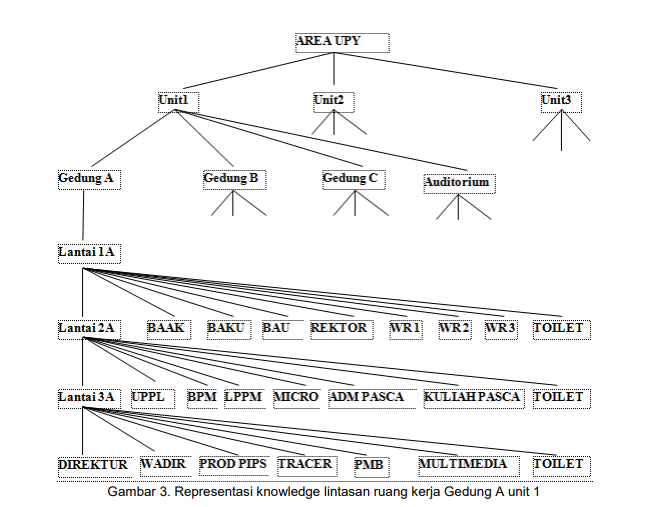 AREA UPY
Unit1 Unit2 Unit3
Gedung A Gedung B Gedung C Auditorium
Lantai 1A
Lantai 2A BAAK BAKU BAU REKTOR WR1 WR2 WR3 TOILET
Lantai 3A UPPL BPM LPPM MICRO ADM PASCA KULIAH PASCA TOILET
DIREKTUR WADIR PROD PIPS TRACER PMB MULTIMEDIA TOILET
Gambar 3. Representasi knowledge lintasan ruang kerja Gedung A unit 1